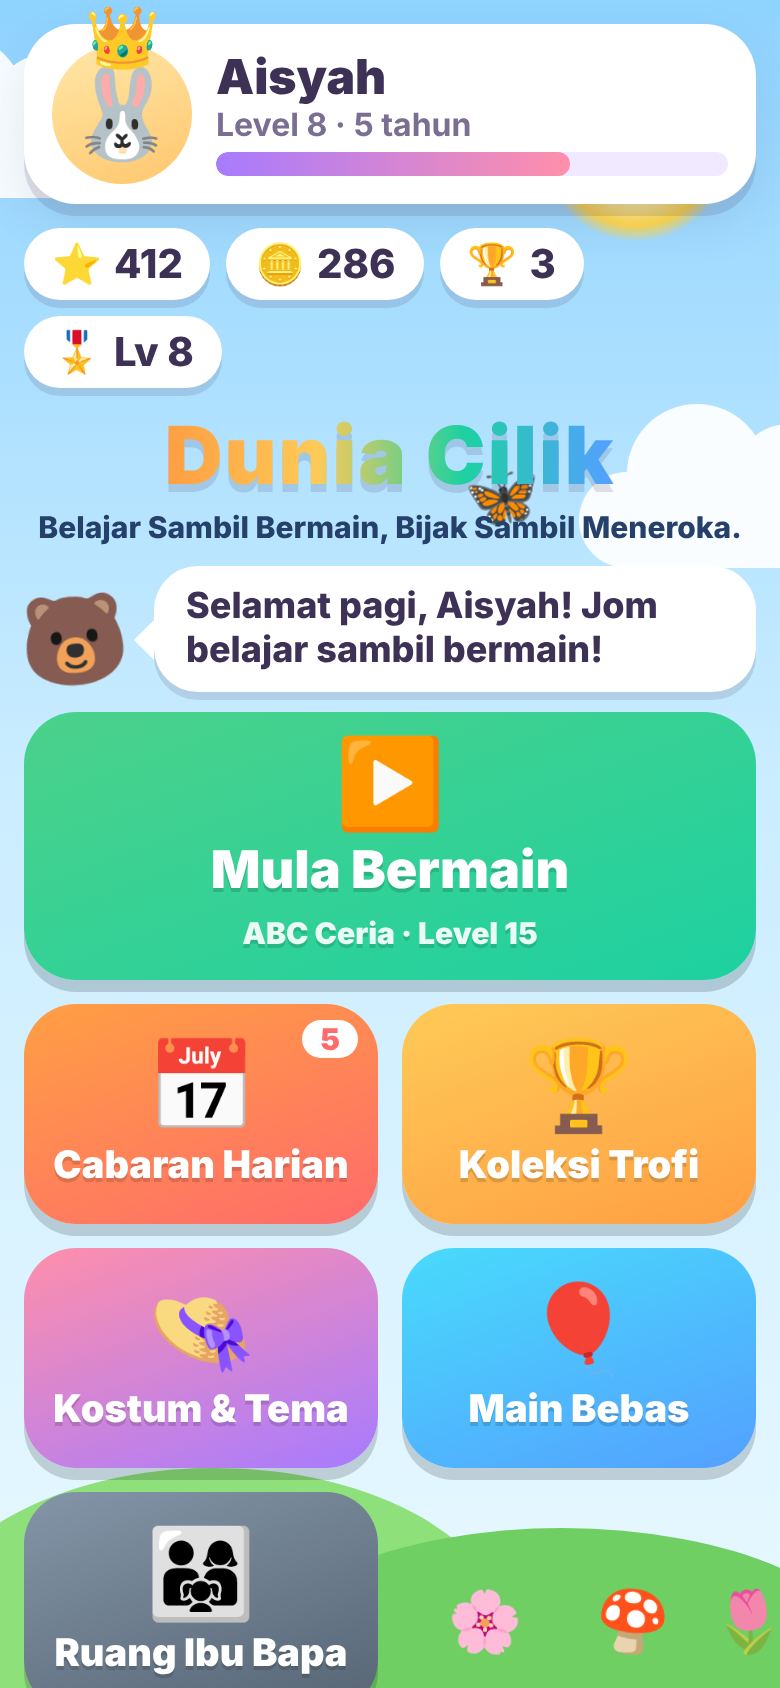 Aisyah
Level 8 · 5 tahun
412
286
3
Lv 8
Dunia Cilik
Belajar Sambil Bermain, Bijak Sambil Meneroka.
Selamat pagi, Aisyah! Jom
belajar sambil bermain!
Mula Bermain
ABC Ceria · Level 15
5
July
17
Cabaran Harian
Koleksi Trofi
Kostum & Tema
Main Bebas
Ruang Ibu Bapa